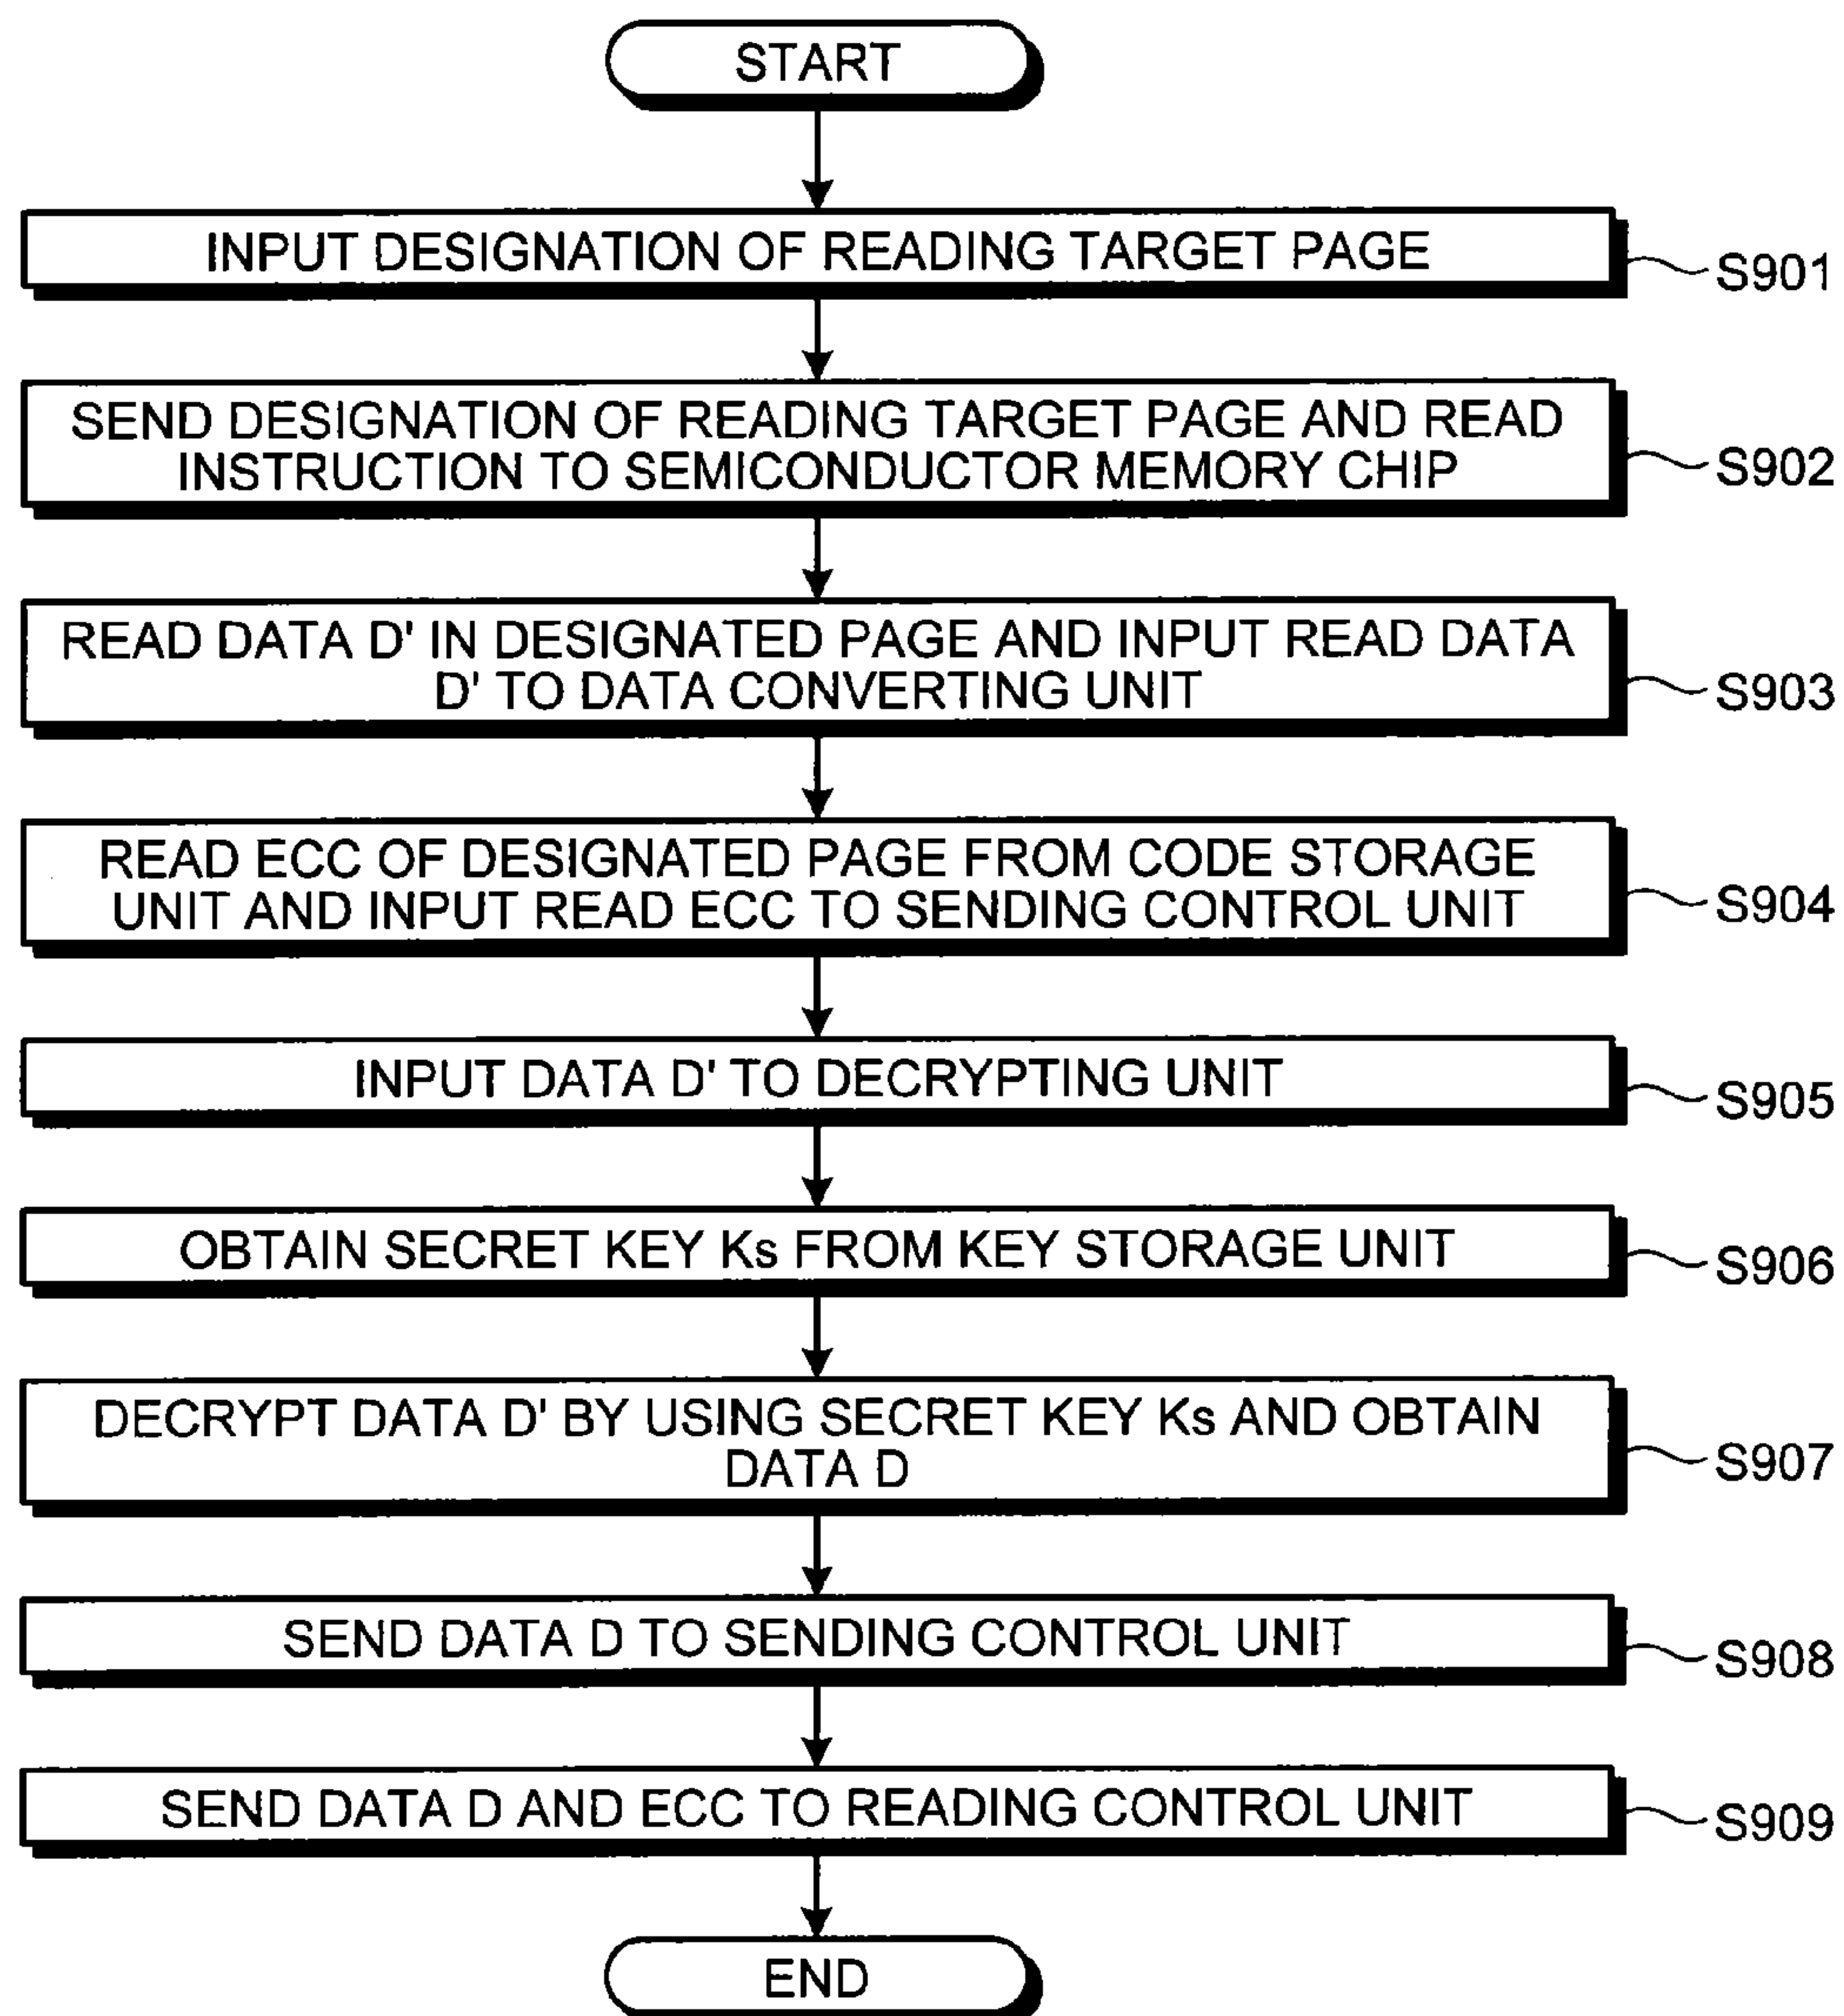 START
INPUT DESIGNATION OF READING TARGET PAGE
S901
SEND DESIGNATION OF READING TARGET PAGE AND READ
INSTRUCTION TO SEMICONDUCTOR MEMORY CHIP
S902
READ DATA D' IN DESIGNATED PAGE AND INPUT READ DATA
D' TO DATA CONVERTING UNIT
S903
READ ECC OF DESIGNATED PAGE FROM CODE STORAGE
UNIT AND INPUT READ ECC TO SENDING CONTROL UNIT
S904
INPUT DATA D' TO DECRYPTING UNIT
S905
OBTAIN SECRET KEY Ks FROM KEY STORAGE UNIT
S906
DECRYPT DATA D' BY USING SECRET KEY Ks AND OBTAIN
DATA D
S907
SEND DATA D TO SENDING CONTROL UNIT
S908
SEND DATA D AND ECC TO READING CONTROL UNIT
S909
END